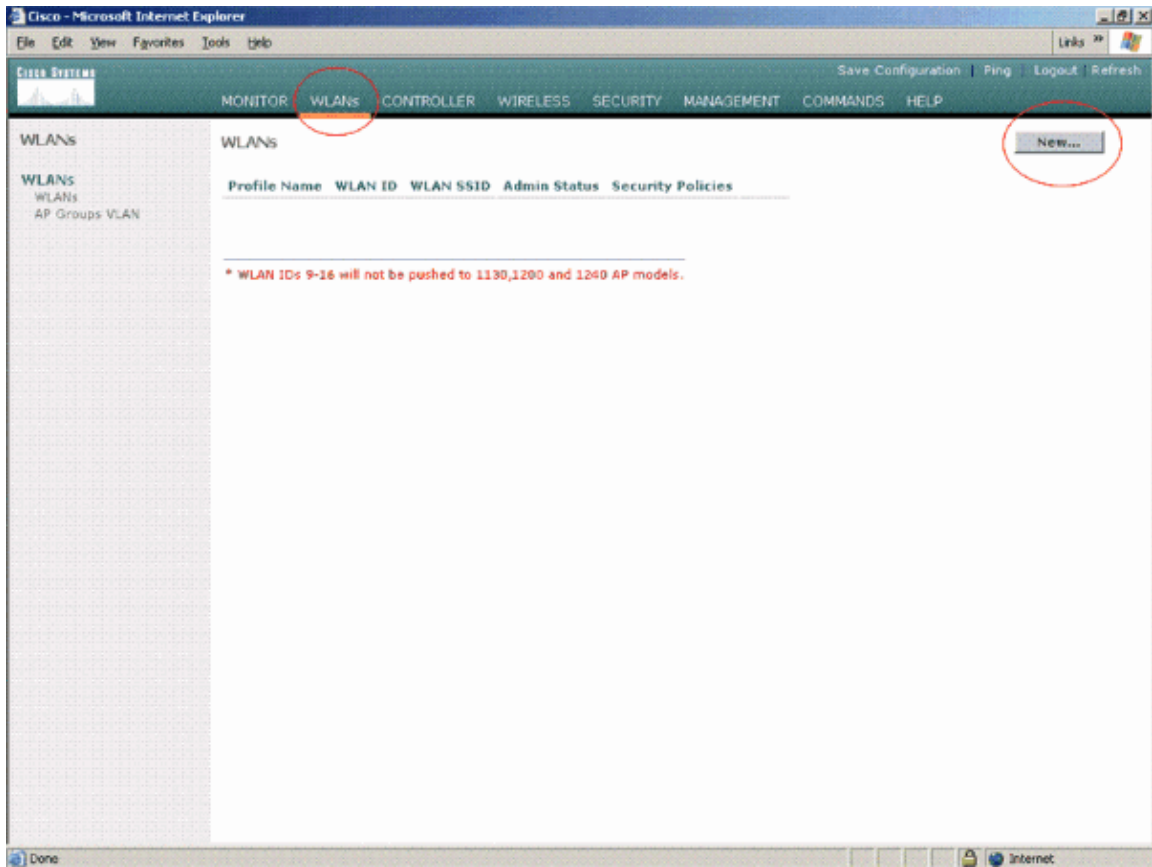 Cisco - Microsoft Internet Explorer
File Edit View Favorites Tools Help
Links »
CISCO SYSTEMS
Save Configuration | Ping | Logout | Refresh
MONITOR WLANs CONTROLLER WIRELESS SECURITY MANAGEMENT COMMANDS HELP
WLANs
WLANs
WLANs
AP Groups VLAN
WLANs
New...
Profile Name WLAN ID WLAN SSID Admin Status Security Policies
* WLAN IDs 9-16 will not be pushed to 1130,1200 and 1240 AP models.
Done
Internet